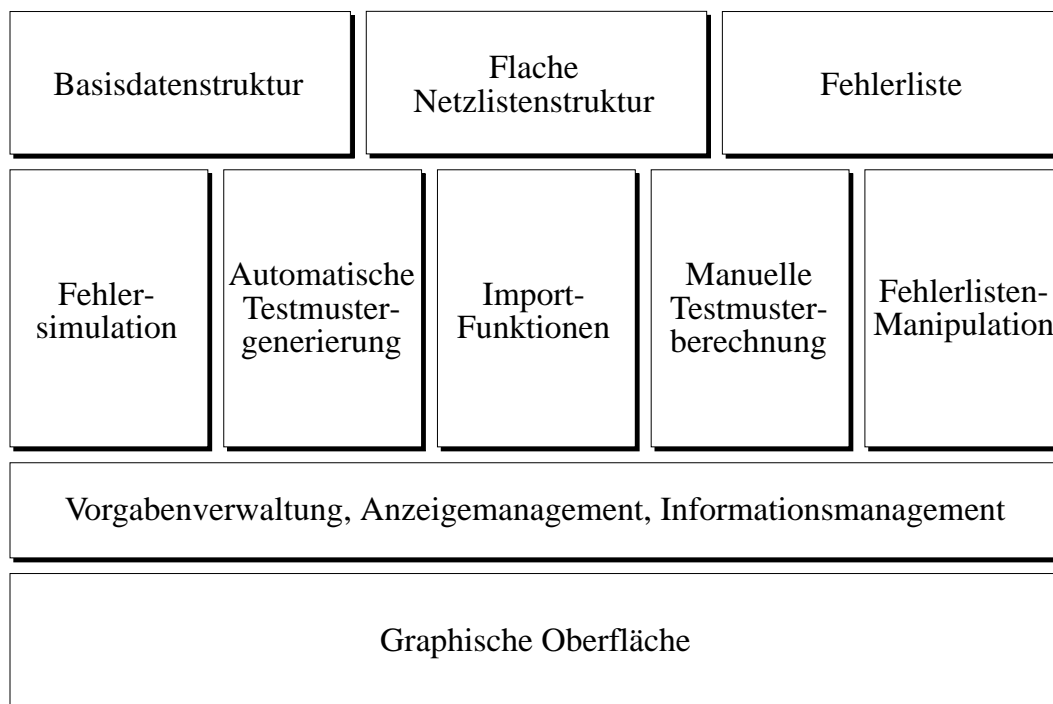 Basisdatenstruktur
Flache
Netzlistenstruktur
Fehlerliste
Fehler-
simulation
Automatische
Testmuster-
generierung
Import-
Funktionen
Manuelle
Testmuster-
berechnung
Fehlerlisten-
Manipulation
Vorgabenverwaltung, Anzeigemanagement, Informationsmanagement
Graphische Oberfläche